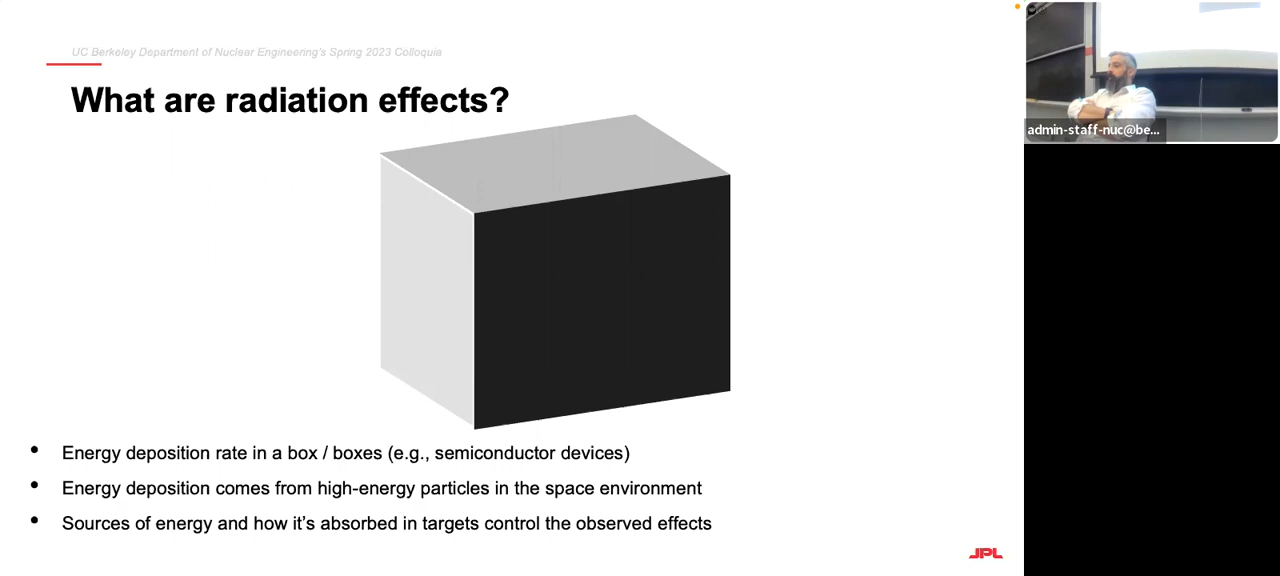 UC Berkeley Department of Nuclear Engineering's Spring 2023 Colloquia
What are radiation effects?
• Energy deposition rate in a box / boxes (e.g., semiconductor devices)
• Energy deposition comes from high-energy particles in the space environment
• Sources of energy and how it's absorbed in targets control the observed effects
JPL
admin-staff-nuc@be...